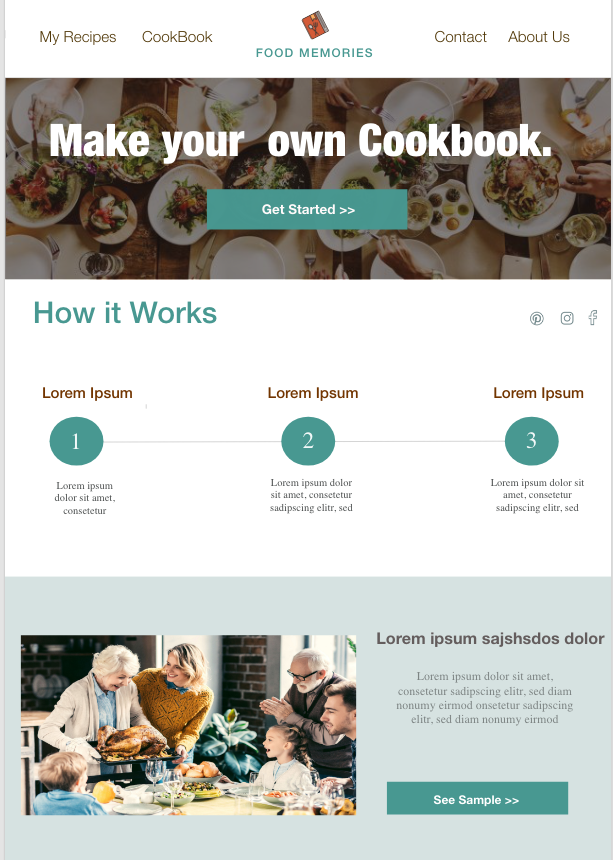 My Recipes CookBook Contact About Us
FOOD MEMORIES
Make your own Cookbook.
Get Started >>
How it Works
Lorem Ipsum Lorem Ipsum Lorem Ipsum
1 2 3
Lorem ipsum
dolor sit amet,
consetetur
Lorem ipsum dolor
sit amet, consetetur
sadipscing elitr, sed
Lorem ipsum dolor sit
amet, consetetur
sadipscing elitr, sed
Lorem ipsum sajshsdos dolor
Lorem ipsum dolor sit amet,
consetetur sadipscing elitr, sed diam
nonumy eirmod onsetetur sadipscing
elitr, sed diam nonumy eirmod
See Sample >>